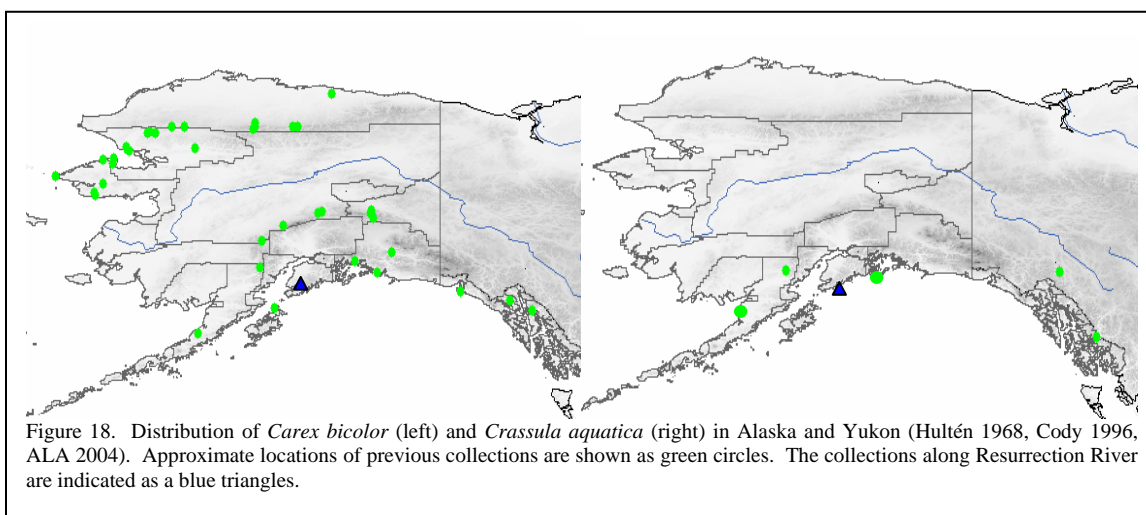 Figure 18.  Distribution of Carex bicolor (left) and Crassula aquatica (right) in Alaska and Yukon (Hultén 1968, Cody 1996,
ALA 2004).  Approximate locations of previous collections are shown as green circles.  The collections along Resurrection River
are indicated as a blue triangles.